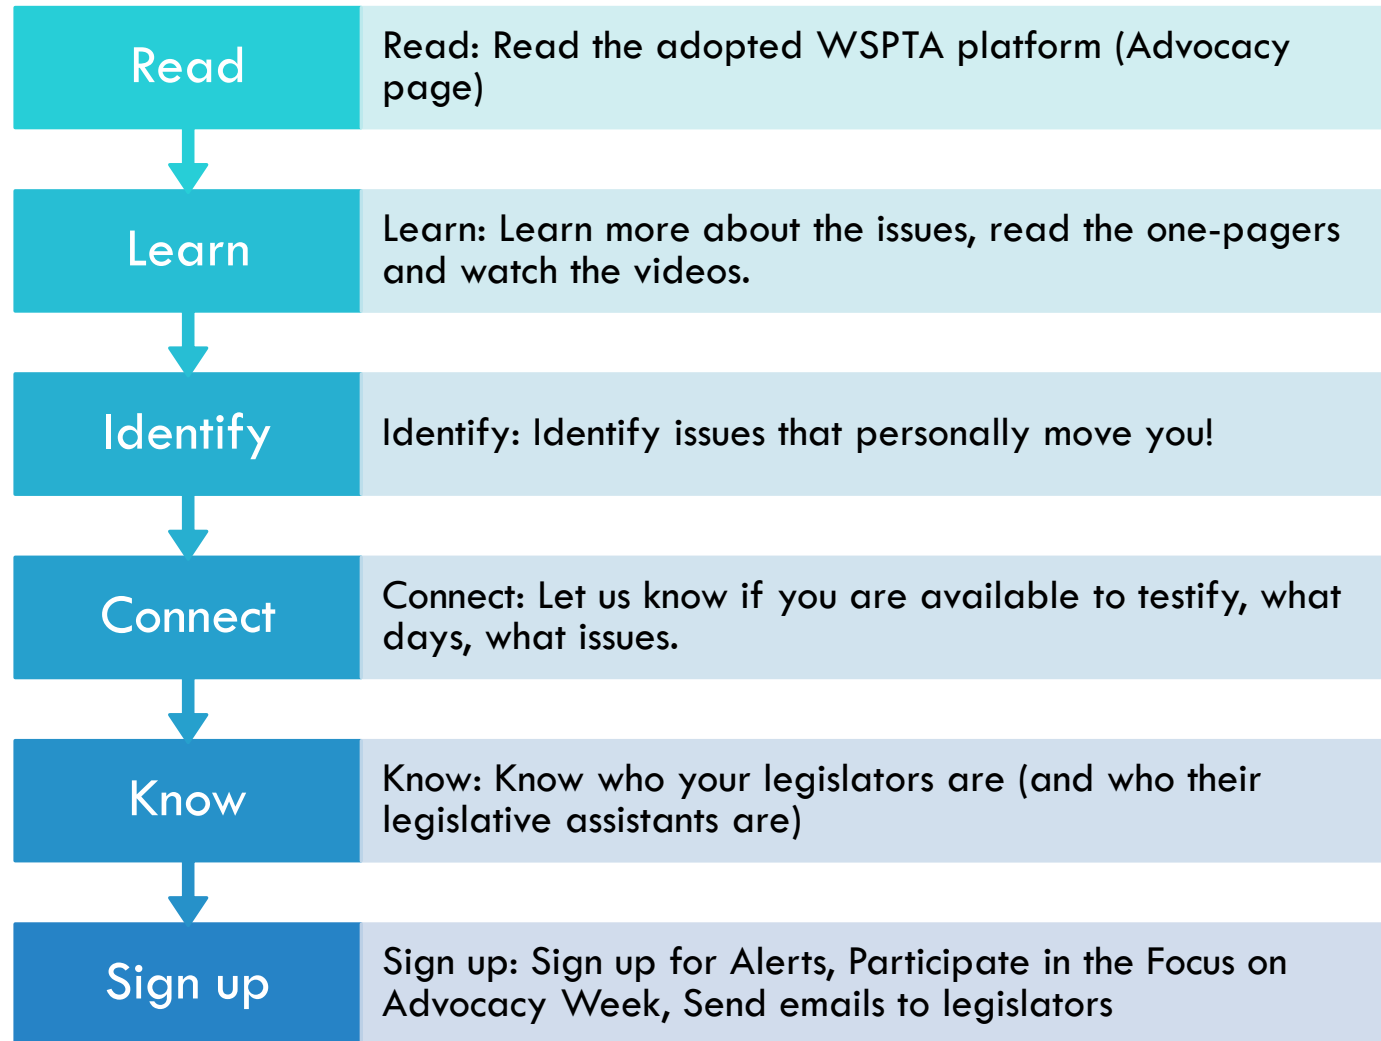 Read
Read: Read the adopted WSPTA platform (Advocacy
page)
Learn
Learn: Learn more about the issues, read the one-pagers
and watch the videos.
Identify
Identify: Identify issues that personally move you!
Connect
Connect: Let us know if you are available to testify, what
days, what issues.
Know
Know: Know who your legislators are (and who their
legislative assistants are)
Sign up
Sign up: Sign up for Alerts, Participate in the Focus on
Advocacy Week, Send emails to legislators